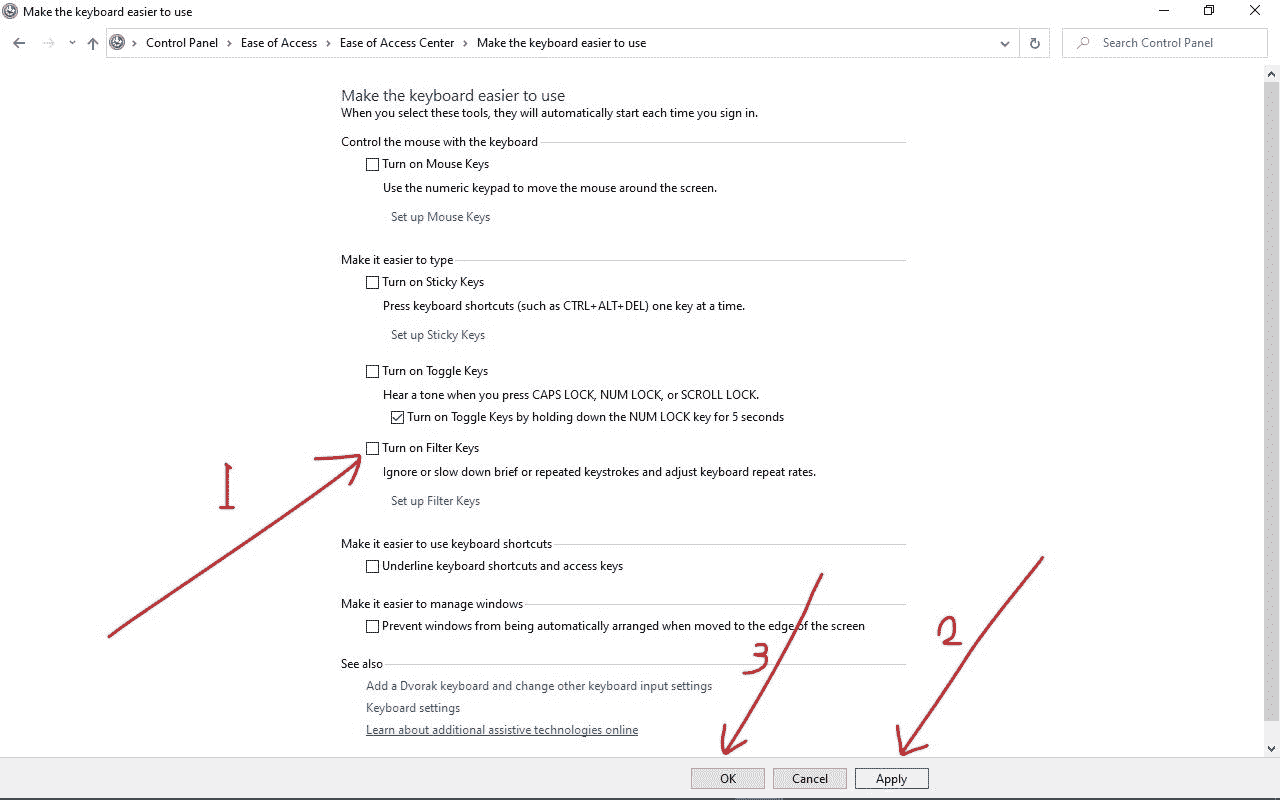 Make the keyboard easier to use
Control Panel > Ease of Access > Ease of Access Center > Make the keyboard easier to use
Search Control Panel
Make the keyboard easier to use
When you select these tools, they will automatically start each time you sign in.
Control the mouse with the keyboard
Turn on Mouse Keys
Use the numeric keypad to move the mouse around the screen.
Set up Mouse Keys
Make it easier to type
Turn on Sticky Keys
Press keyboard shortcuts (such as CTRL+ALT+DEL) one key at a time.
Set up Sticky Keys
Turn on Toggle Keys
Hear a tone when you press CAPS LOCK, NUM LOCK, or SCROLL LOCK.
Turn on Toggle Keys by holding down the NUM LOCK key for 5 seconds
Turn on Filter Keys
1
Ignore or slow down brief or repeated keystrokes and adjust keyboard repeat rates.
Set up Filter Keys
Make it easier to use keyboard shortcuts
Underline keyboard shortcuts and access keys
Make it easier to manage windows
Prevent windows from being automatically arranged when moved to the edge of the screen
2
3
See also
Add a Dvorak keyboard and change other keyboard input settings
Keyboard settings
Learn about additional assistive technologies online
OK
Cancel
Apply